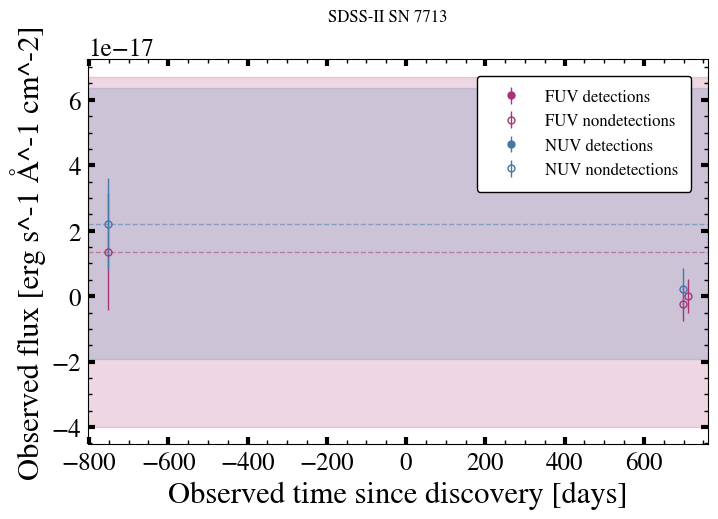 SDSS-II SN 7713
1e−17
Observed flux [erg s^-1 Å^-1 cm^-2]
6
4
2
0
−2
−4
FUV detections
FUV nondetections
NUV detections
NUV nondetections
−800 −600 −400 −200 0 200 400 600
Observed time since discovery [days]